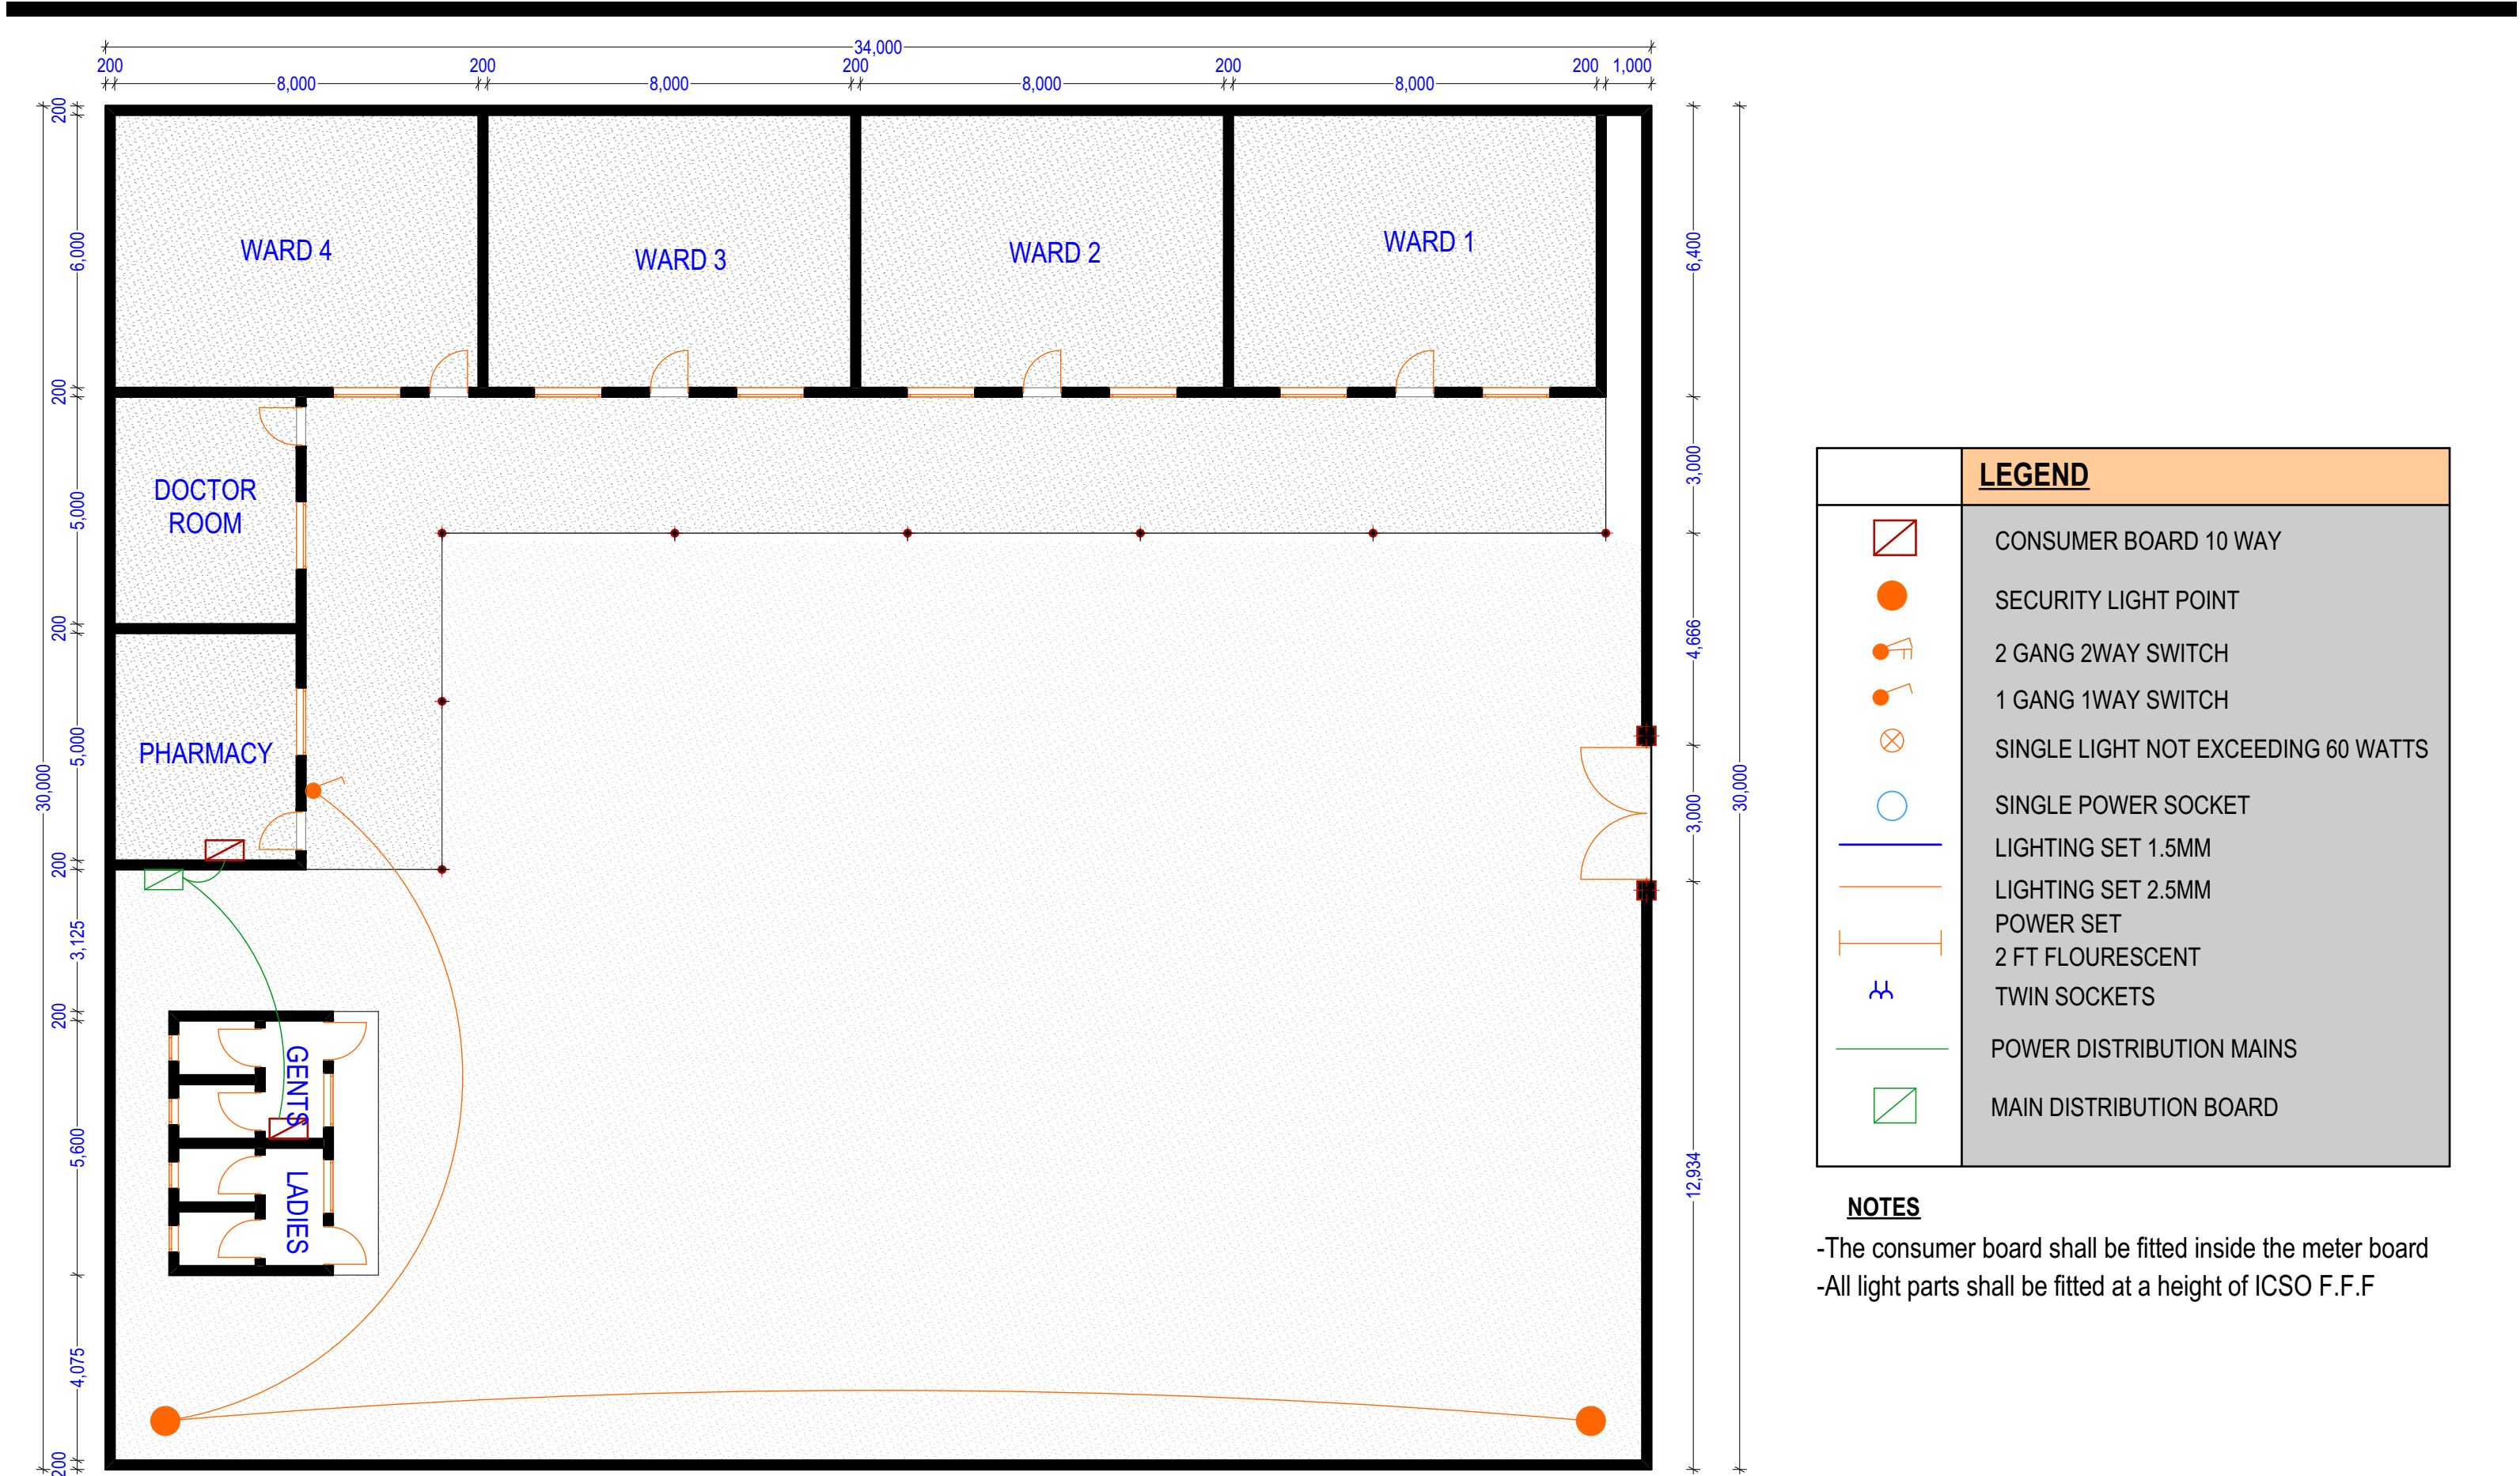 34,000
200
200
200
200
200
1,000
8,000
8,000
8,000
8,000
200
6,000
200
5,000
200
5,000
200
3,125
200
5,600
4,075
200
30,000
WARD 4
WARD 3
WARD 2
WARD 1
DOCTOR
ROOM
PHARMACY
GENTS
LADIES
6,400
3,000
4,666
3,000
12,934
30,000
LEGEND
CONSUMER BOARD 10 WAY
SECURITY LIGHT POINT
2 GANG 2WAY SWITCH
1 GANG 1WAY SWITCH
SINGLE LIGHT NOT EXCEEDING 60 WATTS
SINGLE POWER SOCKET
LIGHTING SET 1.5MM
LIGHTING SET 2.5MM
POWER SET
2 FT FLOURESCENT
TWIN SOCKETS
POWER DISTRIBUTION MAINS
MAIN DISTRIBUTION BOARD
NOTES
-The consumer board shall be fitted inside the meter board
-All light parts shall be fitted at a height of ICSO F.F.F